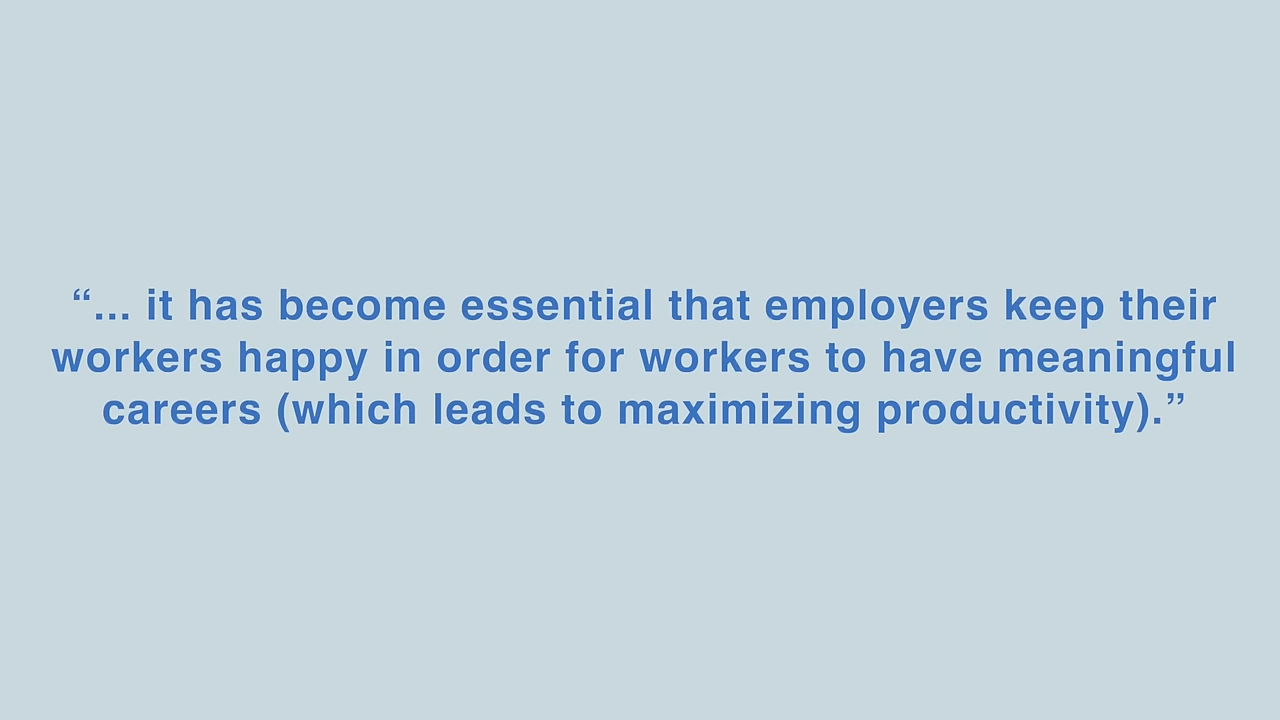 “... it has become essential that employers keep their
workers happy in order for workers to have meaningful
careers (which leads to maximizing productivity).”